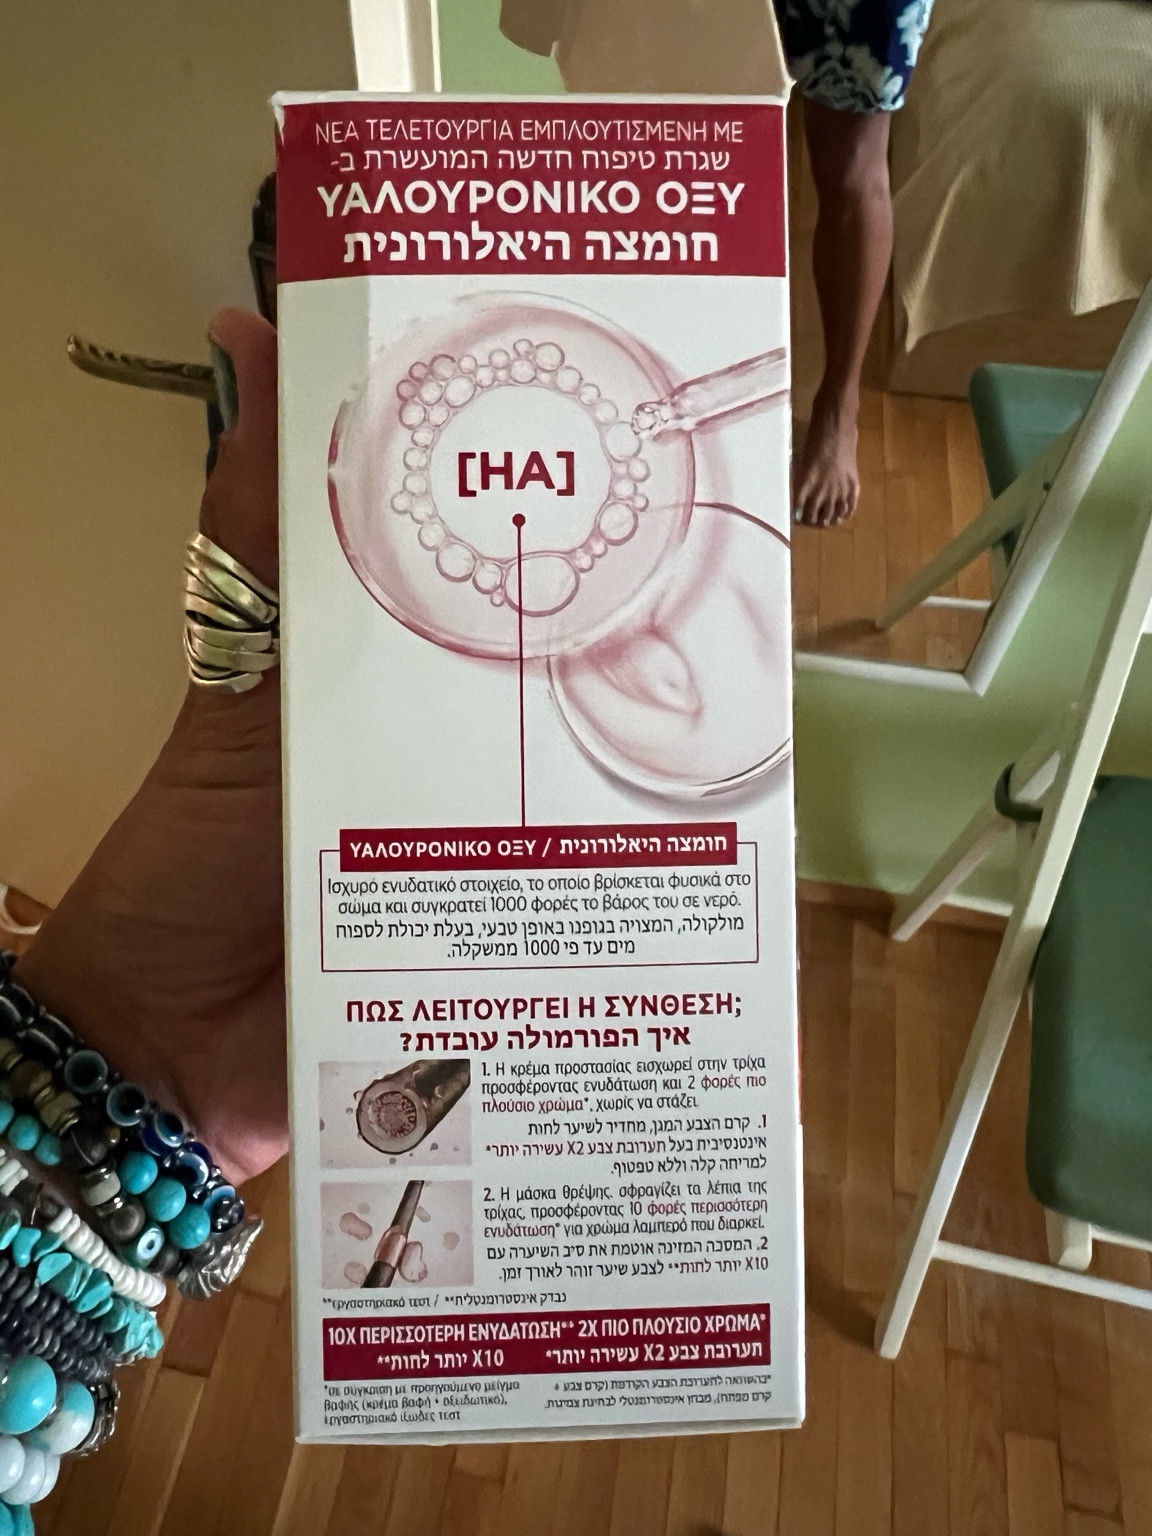 ΝΕΑ ΤΕΛΕΤΟΥΡΓΙΑ ΕΜΠΛΟΥΤΙΣΜΕΝΗ ΜΕ
שגרת טיפוח חדשה המועשרת ב-
ΥΑΛΟΥΡΟΝΙΚΟ ΟΞΥ
חומצה היאלורונית
[HA]
ΥΑΛΟΥΡΟΝΙΚΟ ΟΞΥ / חומצה היאלורונית
Ισχυρό ενυδατικό στοιχείο, το οποίο βρίσκεται φυσικά στο
σώμα και συγκρατεί 1000 φορές το βάρος του σε νερό.
מולקולה, המצויה בגופנו באופן טבעי, בעלת יכולת לספוח
מים עד פי 1000 ממשקלה.
ΠΩΣ ΛΕΙΤΟΥΡΓΕΙ Η ΣΥΝΘΕΣΗ;
איך הפורמולה עובדת?
1. Η κρέμα προστασίας εισχωρεί στην τρίχα
προσφέροντας ενυδάτωση και 2 φορές πιο
πλούσιο χρώμα*, χωρίς να στάζει
1. קרם הצבע המגן, מחדיר לשיער לחות
אינטנסיבית בעל תערובת צבע X2 עשירה יותר*
למריחה קלה וללא טפטוף.
2. Η μάσκα θρέψης, σφραγίζει τα λέπια της
τρίχας, προσφέροντας 10 φορές περισσότερη
ενυδάτωση* για χρώμα λαμπερό που διαρκεί.
2. המסכה המזינה אוטמת את סיב השיערה עם
X10 יותר לחות** לצבע שיער זוהר לאורך זמן.
**εργαστηριακό τεστ / **נבדק אינסטרומנטלית
10X ΠΕΡΙΣΣΟΤΕΡΗ ΕΝΥΔΑΤΩΣΗ** 2X ΠΙΟ ΠΛΟΥΣΙΟ ΧΡΩΜΑ*
X10 יותר לחות** תערובת צבע X2 עשירה יותר*
*σε σύγκριση με προηγούμενο μείγμα
βαφής (κρέμα βαφή + οξειδωτικό),
εργαστηριακό ιξώδες τεστ
*בהשוואה לתערובת הצבע הקודמת (קרם צבע +
קרם מפתח), מבחן אינסטרומנטלי לבחינת צמיגות.